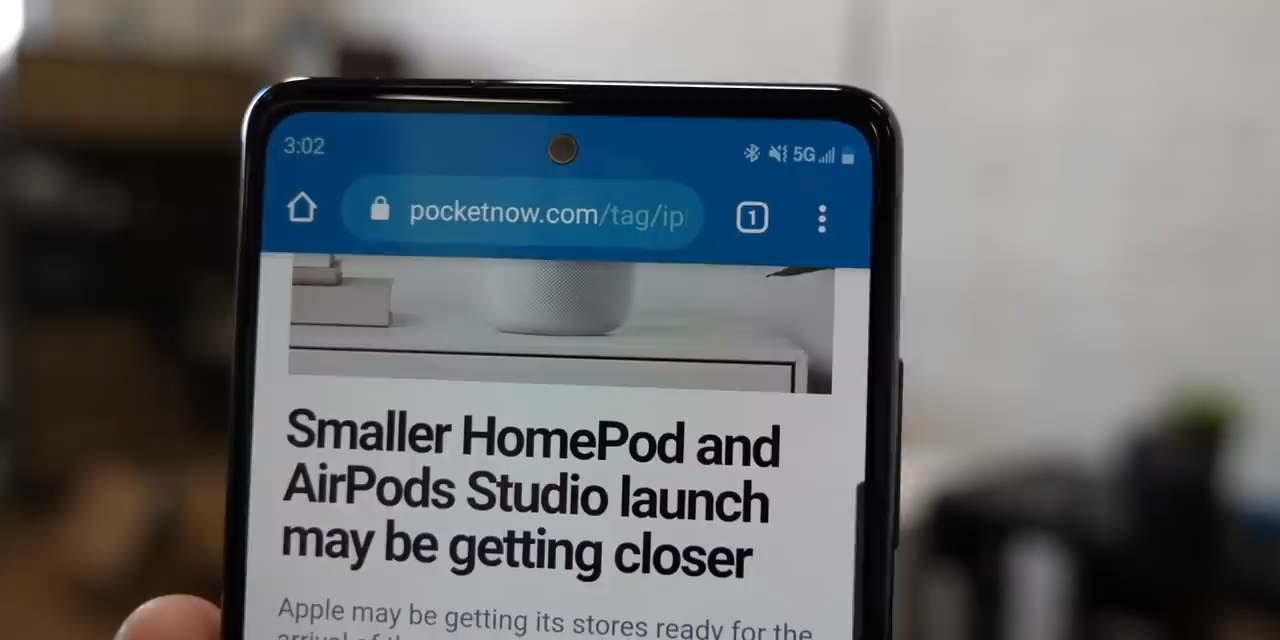 3:02
5G
pocketnow.com/tag/ip
1
Smaller HomePod and
AirPods Studio launch
may be getting closer
Apple may be getting its stores ready for the
arrival of